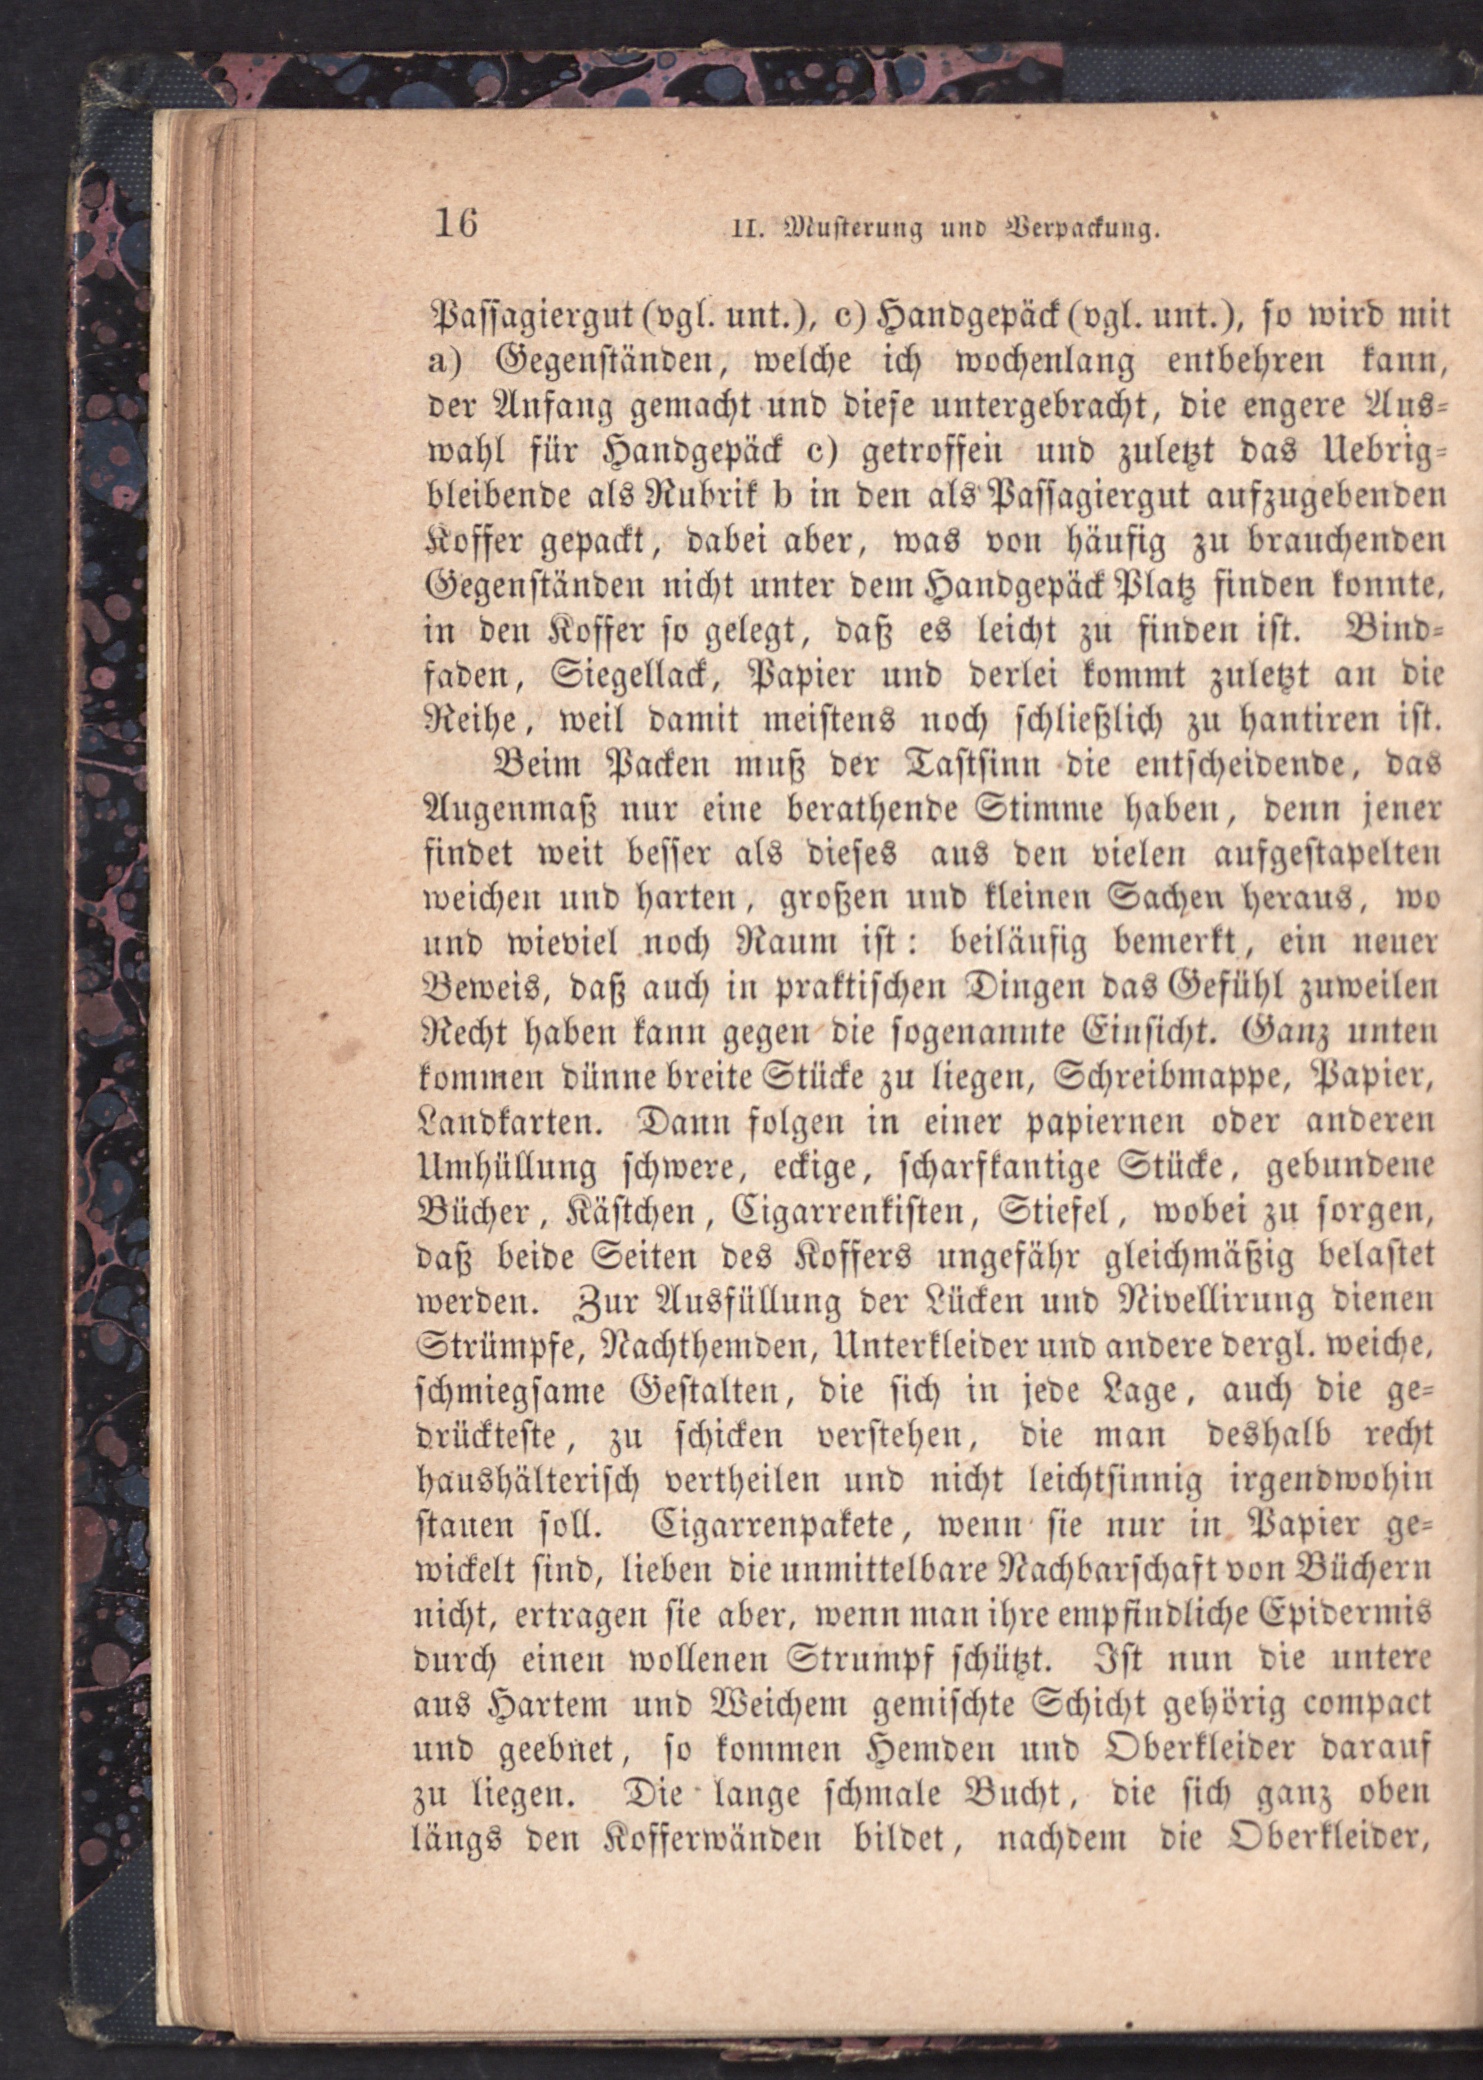 16 II. Musterung und Verpackung.
Passagiergut (vgl. unt.), c) Handgepäck (vgl. unt.), so wird mit
a) Gegenständen, welche ich wochenlang entbehren kann,
der Anfang gemacht und diese untergebracht, die engere Aus-
wahl für Handgepäck c) getroffen und zuletzt das Uebrig-
bleibende als Rubrik b in den als Passagiergut aufzugebenden
Koffer gepackt, dabei aber, was von häufig zu brauchenden
Gegenständen nicht unter dem Handgepäck Platz finden konnte,
in den Koffer so gelegt, daß es leicht zu finden ist. Bind-
faden, Siegellack, Papier und derlei kommt zuletzt an die
Reihe, weil damit meistens noch schließlich zu hantiren ist.
Beim Packen muß der Tastsinn die entscheidende, das
Augenmaß nur eine berathende Stimme haben, denn jener
findet weit besser als dieses aus den vielen aufgestapelten
weichen und harten, großen und kleinen Sachen heraus, wo
und wieviel noch Raum ist: beiläufig bemerkt, ein neuer
Beweis, daß auch in praktischen Dingen das Gefühl zuweilen
Recht haben kann gegen die sogenannte Einsicht. Ganz unten
kommen dünne breite Stücke zu liegen, Schreibmappe, Papier,
Landkarten. Dann folgen in einer papiernen oder anderen
Umhüllung schwere, eckige, scharfkantige Stücke, gebundene
Bücher, Kästchen, Cigarrenkisten, Stiefel, wobei zu sorgen,
daß beide Seiten des Koffers ungefähr gleichmäßig belastet
werden. Zur Ausfüllung der Lücken und Nivellirung dienen
Strümpfe, Nachthemden, Unterkleider und andere dergl. weiche,
schmiegsame Gestalten, die sich in jede Lage, auch die ge-
drückteste, zu schicken verstehen, die man deshalb recht
haushälterisch vertheilen und nicht leichtsinnig irgendwohin
stauen soll. Cigarrenpakete, wenn sie nur in Papier ge-
wickelt sind, lieben die unmittelbare Nachbarschaft von Büchern
nicht, ertragen sie aber, wenn man ihre empfindliche Epidermis
durch einen wollenen Strumpf schützt. Ist nun die untere
aus Hartem und Weichem gemischte Schicht gehörig compact
und geebnet, so kommen Hemden und Oberkleider darauf
zu liegen. Die lange schmale Bucht, die sich ganz oben
längs den Kofferwänden bildet, nachdem die Oberkleider,